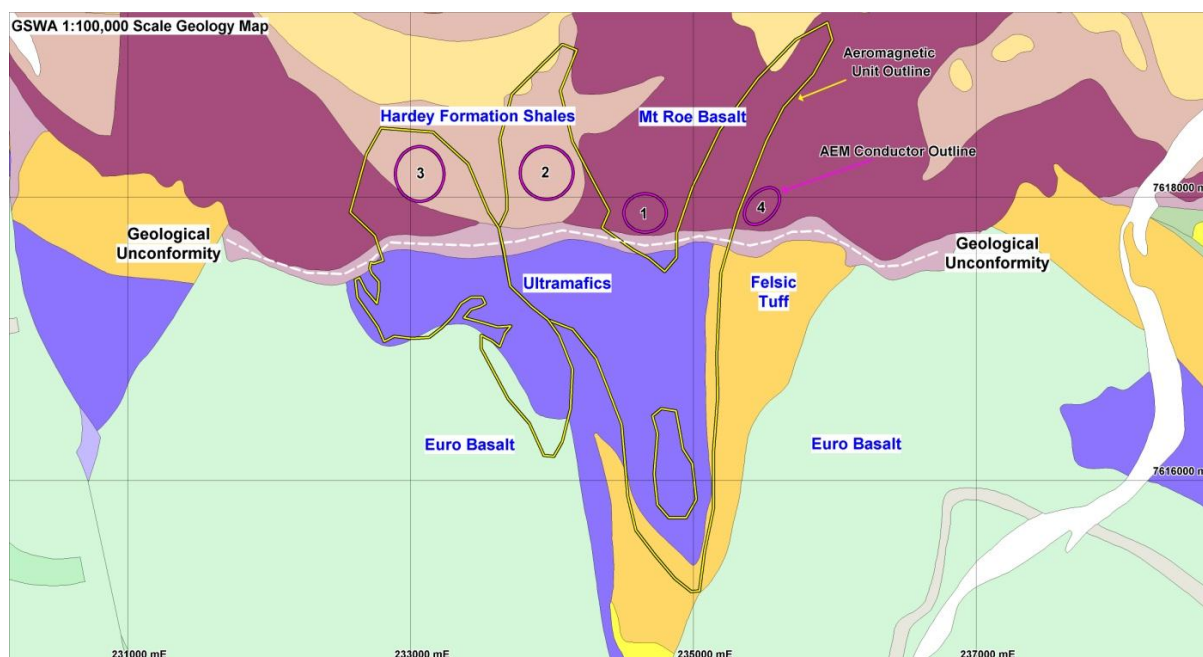 GSWA 1:100,000 Scale Geology Map
Aeromagnetic
Unit Outline
Hardey Formation Shales
Mt Roe Basalt
AEM Conductor Outline
3
2
1
4
7618000 m
Geological
Unconformity
Geological
Unconformity
Ultramafics
Felsic
Tuff
Euro Basalt
Euro Basalt
7616000 m
231000 mE
233000 mE
235000 mE
237000 mE